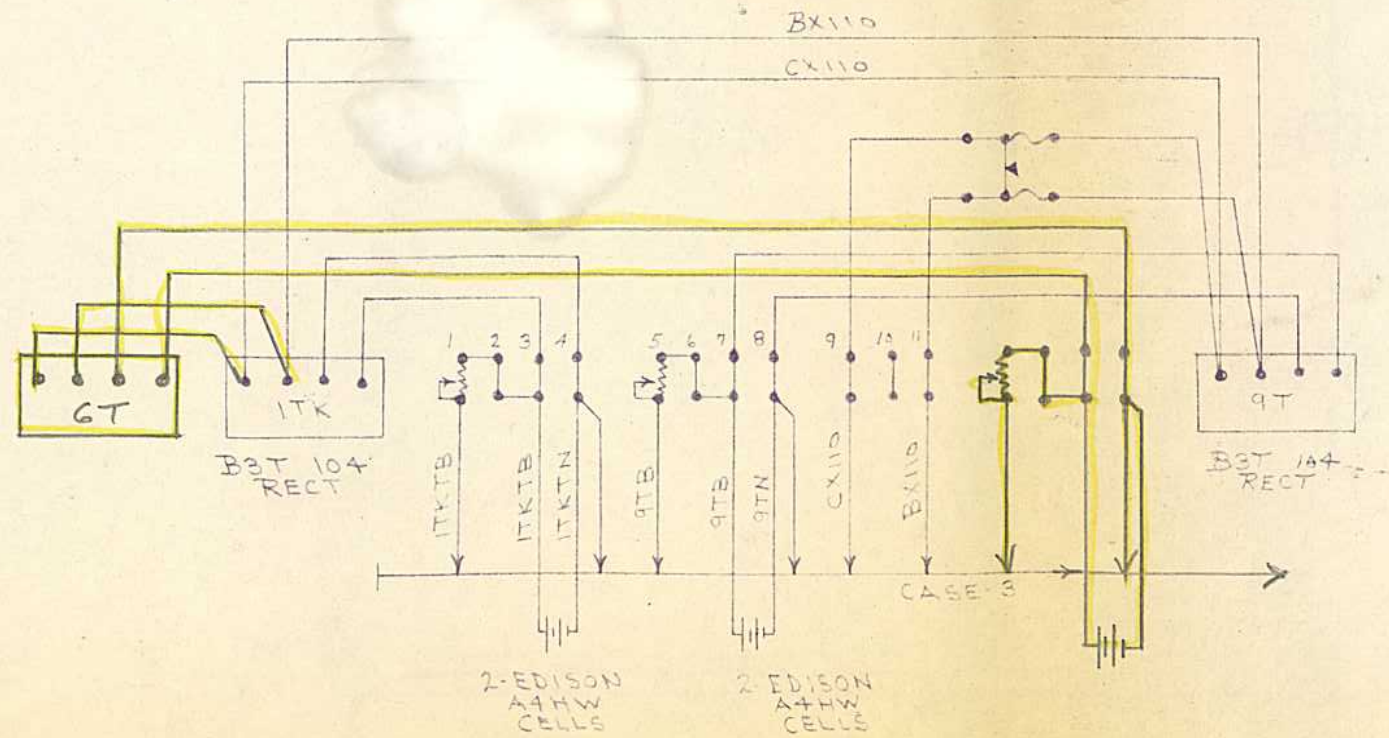 BX110
CX110
1 2 3 4 5 6 7 8 9 10 11
6T
1TK
9T
B3T 104
RECT
B3T 104
RECT
1TKTB
1TKTB
1TKTN
9TB
9TB
9TN
CX110
BX110
CASE-3
2-EDISON
A4HW
CELLS
2-EDISON
A4HW
CELLS